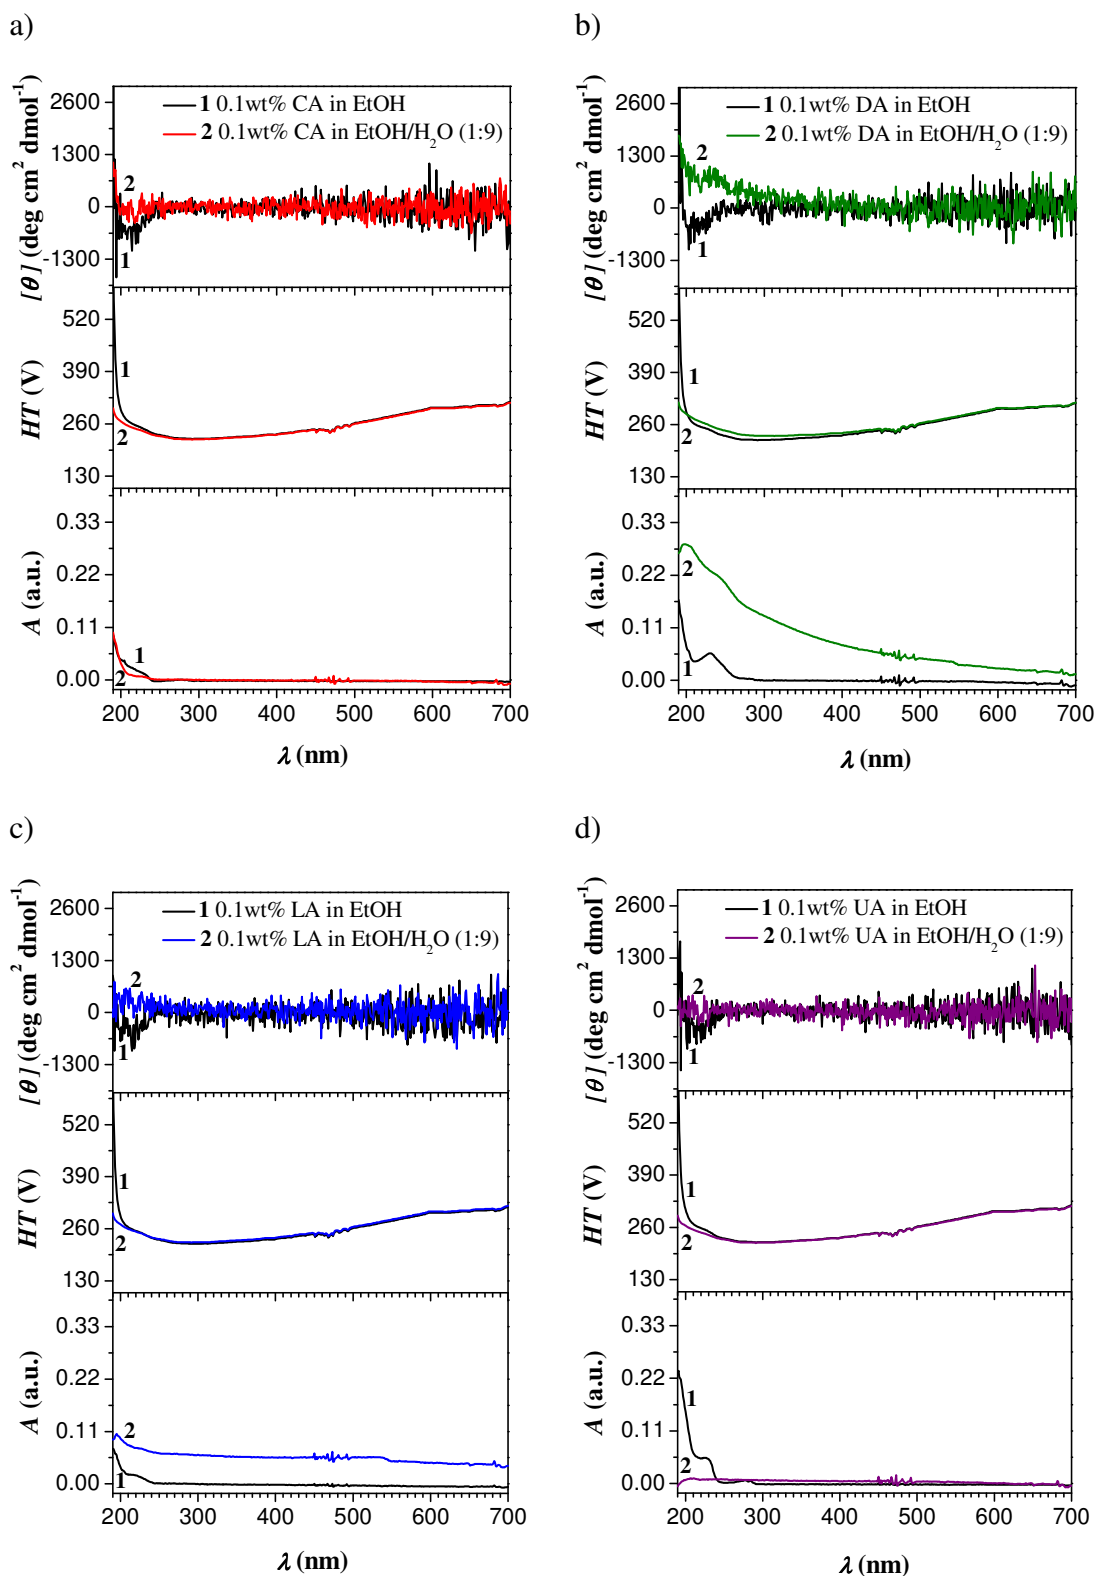 a)
1 0.1wt% CA in EtOH
2 0.1wt% CA in EtOH/H₂O (1:9)
[θ] (deg cm² dmol⁻¹)
2600
1300
0
-1300
2
1
HT (V)
520
390
260
130
1
2
A (a.u.)
0.33
0.22
0.11
0.00
1
2
200 300 400 500 600 700
λ (nm)
b)
1 0.1wt% DA in EtOH
2 0.1wt% DA in EtOH/H₂O (1:9)
[θ] (deg cm² dmol⁻¹)
2600
1300
0
-1300
2
1
HT (V)
520
390
260
130
1
2
A (a.u.)
0.33
0.22
0.11
0.00
2
1
200 300 400 500 600 700
λ (nm)
c)
1 0.1wt% LA in EtOH
2 0.1wt% LA in EtOH/H₂O (1:9)
[θ] (deg cm² dmol⁻¹)
2600
1300
0
-1300
2
1
HT (V)
520
390
260
130
1
2
A (a.u.)
0.33
0.22
0.11
0.00
2
1
200 300 400 500 600 700
λ (nm)
d)
1 0.1wt% UA in EtOH
2 0.1wt% UA in EtOH/H₂O (1:9)
[θ] (deg cm² dmol⁻¹)
2600
1300
0
-1300
2
1
HT (V)
520
390
260
130
1
2
A (a.u.)
0.33
0.22
0.11
0.00
1
2
200 300 400 500 600 700
λ (nm)